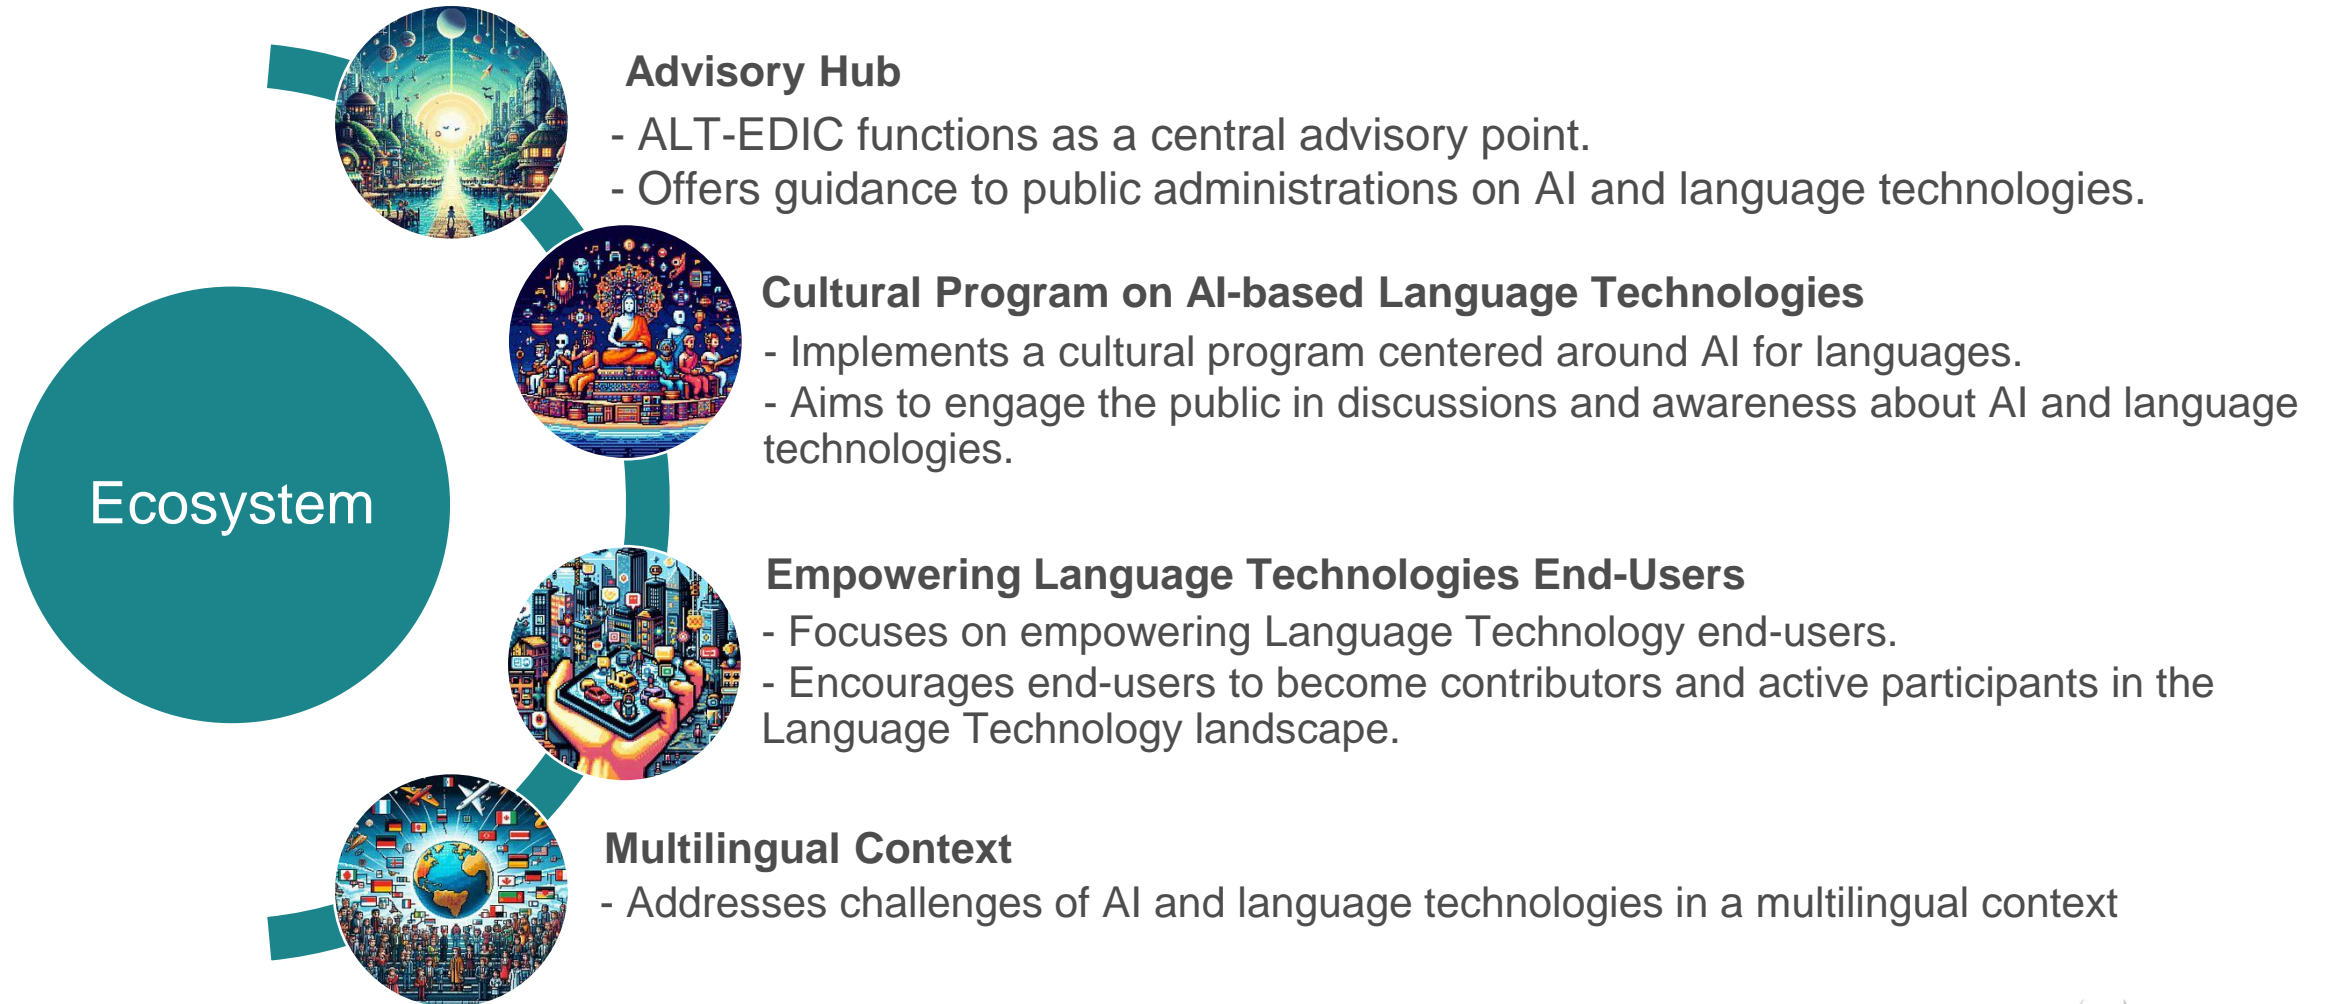 Advisory Hub
- ALT-EDIC functions as a central advisory point.
- Offers guidance to public administrations on AI and language technologies.
Cultural Program on AI-based Language Technologies
- Implements a cultural program centered around AI for languages.
- Aims to engage the public in discussions and awareness about AI and language
technologies.
Ecosystem
Empowering Language Technologies End-Users
- Focuses on empowering Language Technology end-users.
- Encourages end-users to become contributors and active participants in the
Language Technology landscape.
Multilingual Context
- Addresses challenges of AI and language technologies in a multilingual context